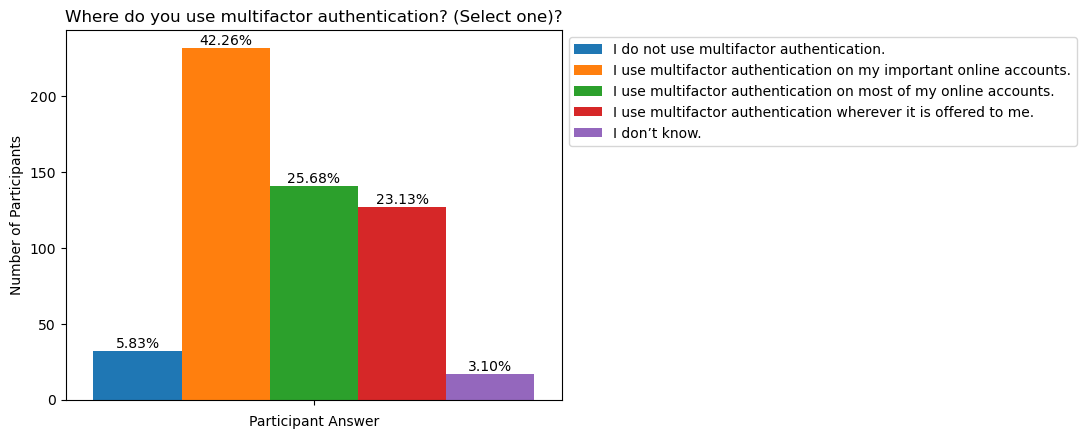 Where do you use multifactor authentication? (Select one)?
42.26%
25.68%
23.13%
5.83%
3.10%
200
150
100
50
0
Number of Participants
Participant Answer
I do not use multifactor authentication.
I use multifactor authentication on my important online accounts.
I use multifactor authentication on most of my online accounts.
I use multifactor authentication wherever it is offered to me.
I don’t know.